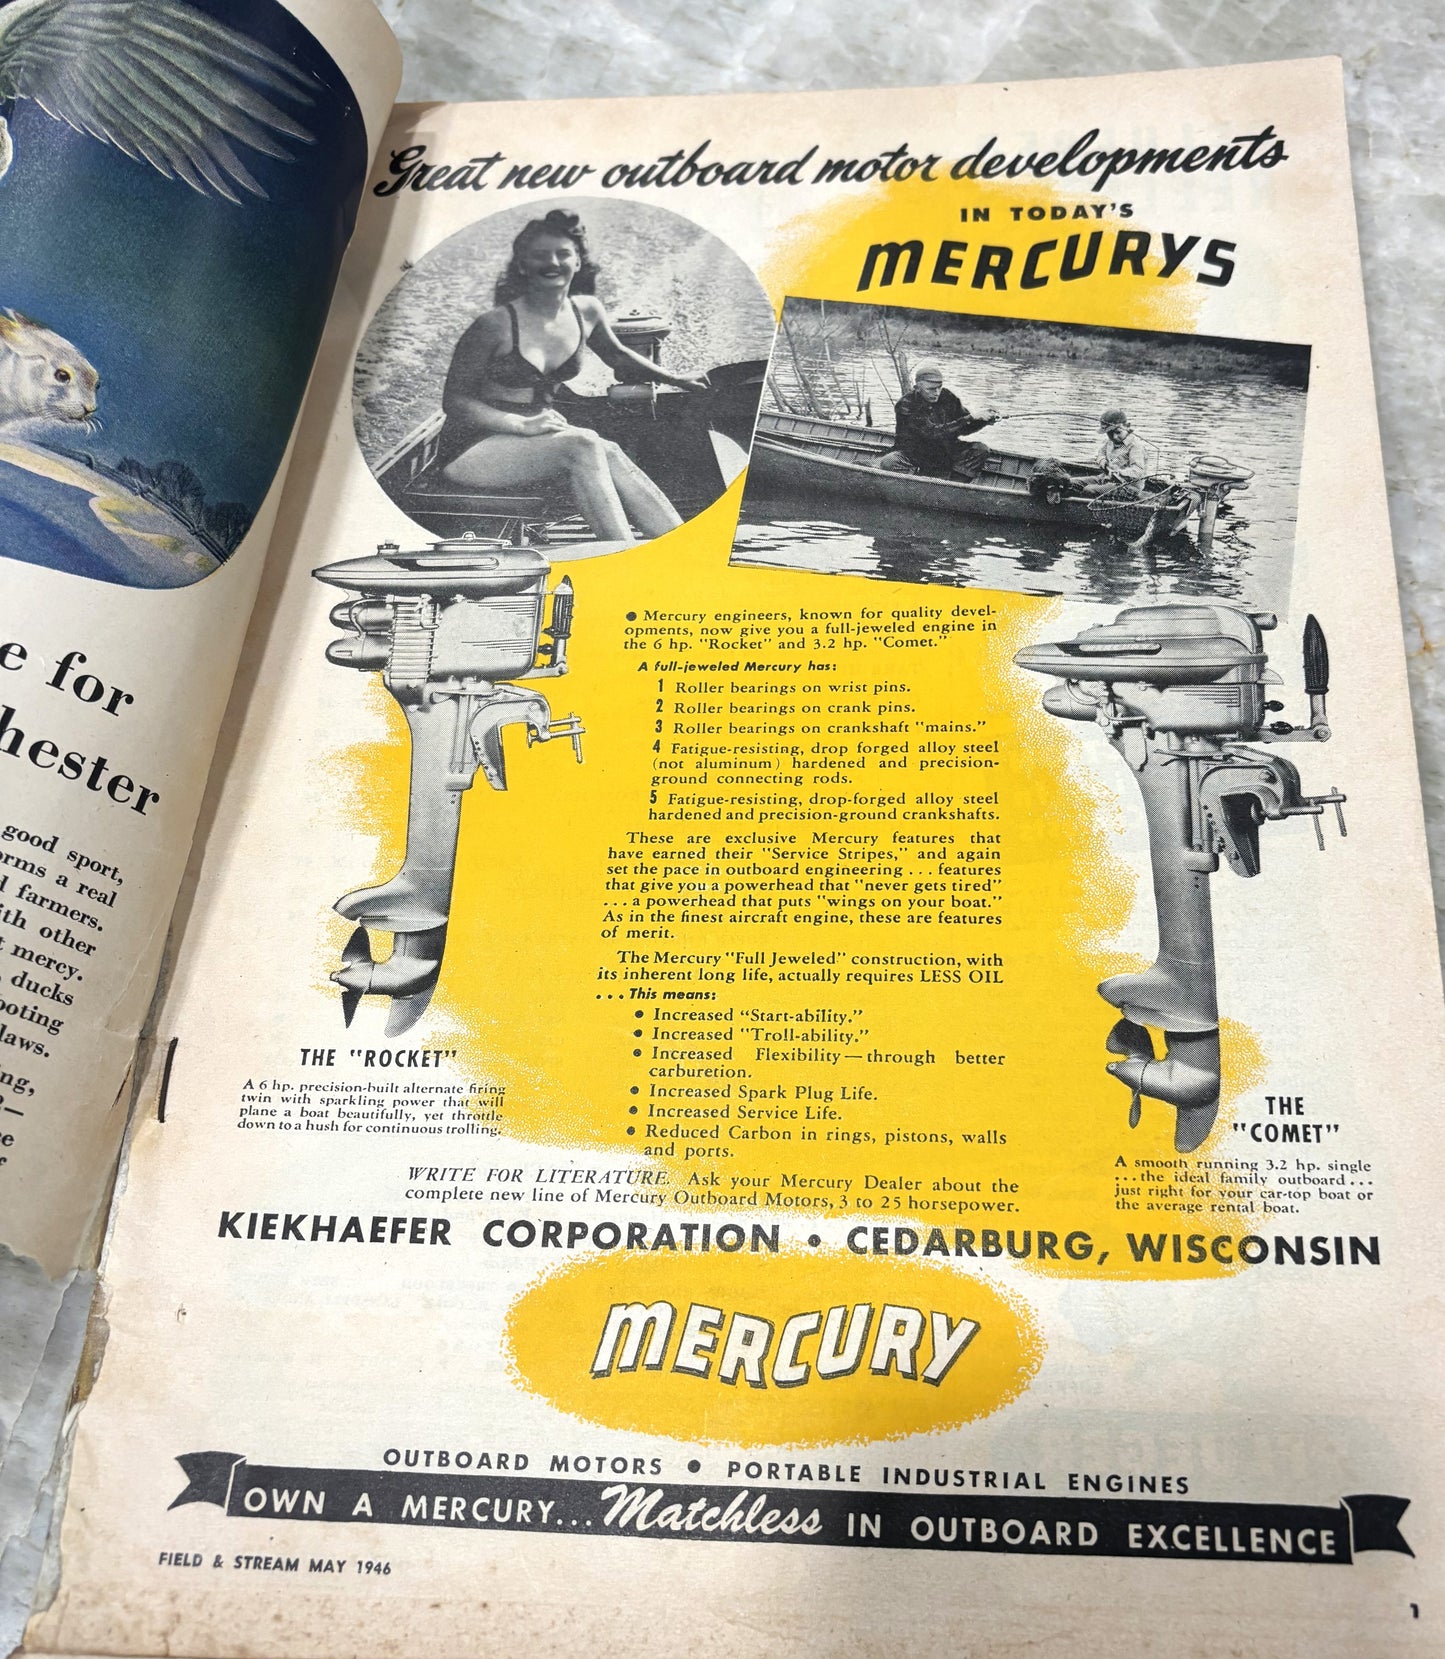 e for
hester
good sport,
orms a real
farmers.
ith other
t mercy.
ducks
ooting
laws.
ng,
Great new outboard motor developments
IN TODAY'S
MERCURYS
● Mercury engineers, known for quality devel-
opments, now give you a full-jeweled engine in
the 6 hp. "Rocket" and 3.2 hp. "Comet."
A full-jeweled Mercury has:
1 Roller bearings on wrist pins.
2 Roller bearings on crank pins.
3 Roller bearings on crankshaft "mains."
4 Fatigue-resisting, drop forged alloy steel
(not aluminum) hardened and precision-
ground connecting rods.
5 Fatigue-resisting, drop-forged alloy steel
hardened and precision-ground crankshafts.
These are exclusive Mercury features that
have earned their "Service Stripes," and again
set the pace in outboard engineering . . . features
that give you a powerhead that "never gets tired"
. . . a powerhead that puts "wings on your boat."
As in the finest aircraft engine, these are features
of merit.
The Mercury "Full Jeweled" construction, with
its inherent long life, actually requires LESS OIL
. . . This means:
● Increased "Start-ability."
● Increased "Troll-ability."
● Increased Flexibility—through better
carburetion.
● Increased Spark Plug Life.
● Increased Service Life.
● Reduced Carbon in rings, pistons, walls
and ports.
THE "ROCKET"
A 6 hp. precision-built alternate firing
twin with sparkling power that will
plane a boat beautifully, yet throttle
down to a hush for continuous trolling.
THE
"COMET"
A smooth running 3.2 hp. single
. . . the ideal family outboard . . .
just right for your car-top boat or
the average rental boat.
WRITE FOR LITERATURE. Ask your Mercury Dealer about the
complete new line of Mercury Outboard Motors, 3 to 25 horsepower.
KIEKHAEFER CORPORATION • CEDARBURG, WISCONSIN
MERCURY
OUTBOARD MOTORS • PORTABLE INDUSTRIAL ENGINES
OWN A MERCURY... Matchless IN OUTBOARD EXCELLENCE
FIELD & STREAM MAY 1946
1